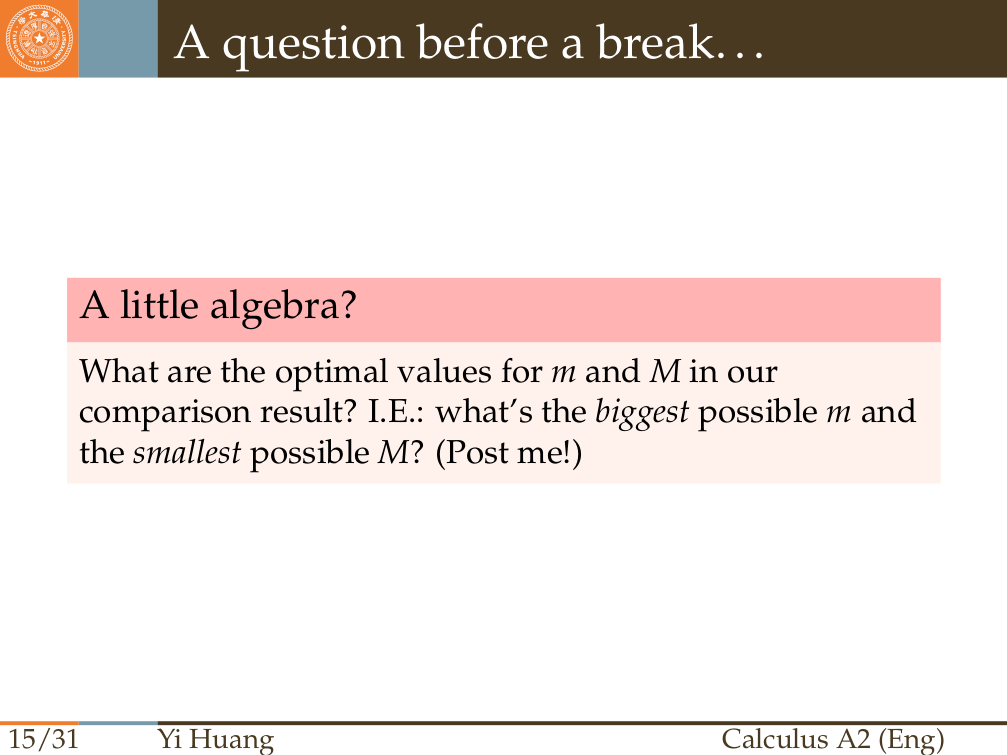 A question before a break. . .
A little algebra?
What are the optimal values for m and M in our
comparison result? I.E.: what's the biggest possible m and
the smallest possible M? (Post me!)
15/31 Yi Huang Calculus A2 (Eng)